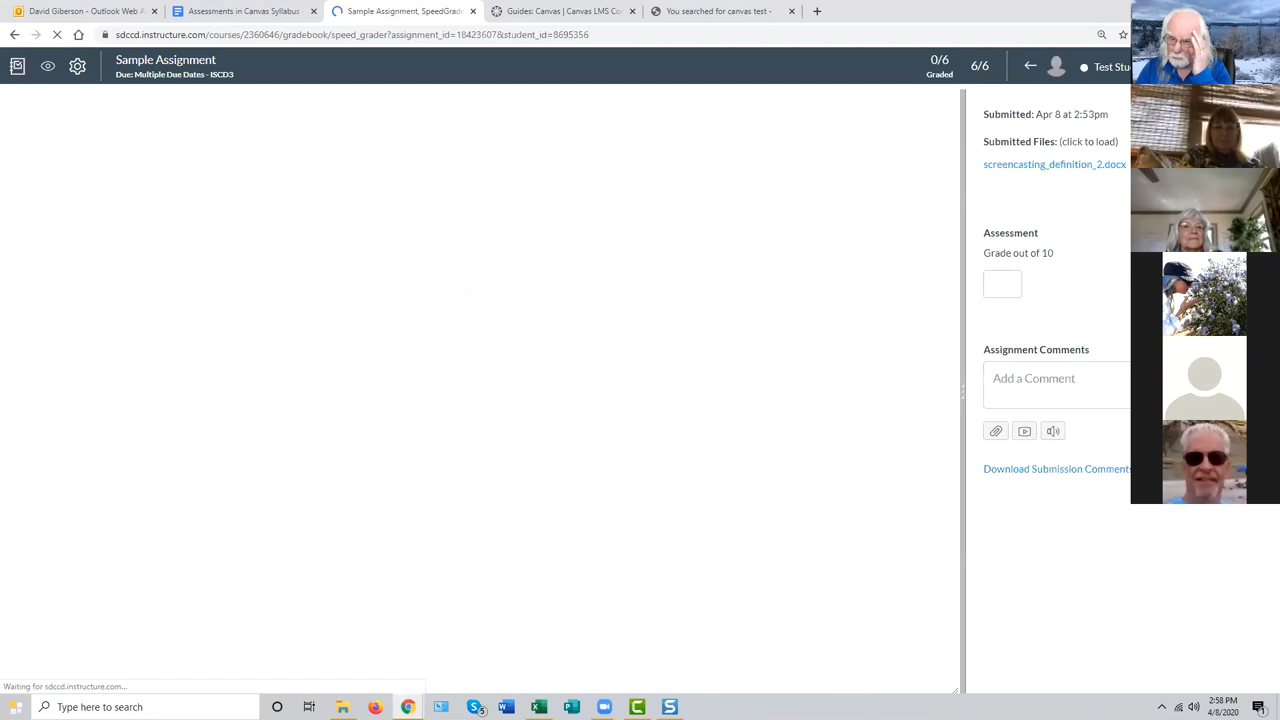 David Giberson - Outlook Web A
Assessments in Canvas Syllabus
Sample Assignment, SpeedGrade
Guides: Canvas | Canvas LMS Co
You searched for canvas test -
sdccd.instructure.com/courses/2360646/gradebook/speed_grader?assignment_id=18423607&student_id=8695356
Sample Assignment
Due: Multiple Due Dates - ISCD3
0/6
Graded
6/6
Test Stu
Submitted: Apr 8 at 2:53pm
Submitted Files: (click to load)
screencasting_definition_2.docx
Assessment
Grade out of 10
Assignment Comments
Add a Comment
Download Submission Comments
Waiting for sdccd.instructure.com...
Type here to search
5
2:58 PM
4/8/2020
1